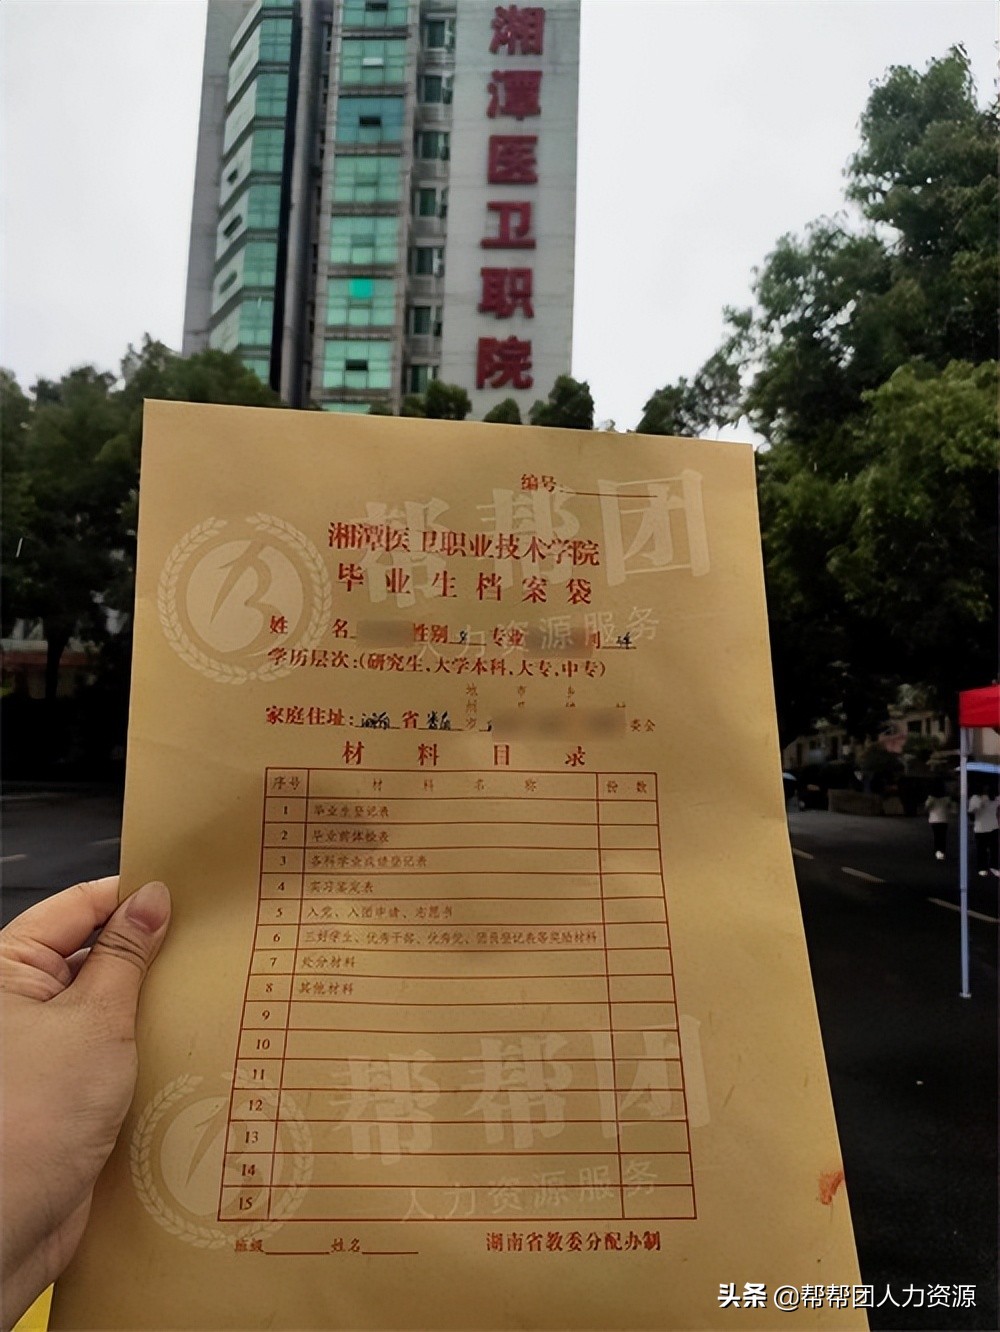 湘潭医卫职院
编号:
湘潭医卫职业技术学院
毕业生档案袋
姓名 性别 专业
学历层次:(研究生,大学本科,大专,中专)
家庭住址: 湖南 省 娄底 委会
材料目录
序号 材料名称 份数
1 毕业生登记表
2 毕业前体检表
3 各科学业成绩登记表
4 实习鉴定表
5 入党、入团申请、志愿书
6 三好学生、优秀干部、优秀党、团员登记表等奖励材料
7 处分材料
8 其他材料
9
10
11
12
13
14
15
班级 姓名 湖南省教委分配办制
帮帮团
人力资源服务
帮帮团
人力资源服务
头条 @帮帮团人力资源